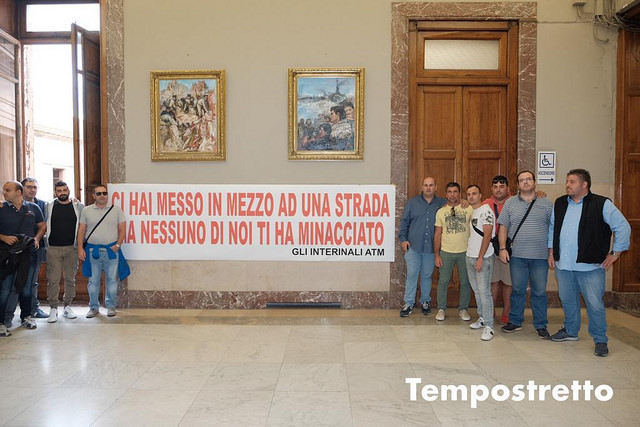 CI HAI MESSO IN MEZZO AD UNA STRADA
MA NESSUNO DI NOI TI HA MINACCIATO
GLI INTERINALI ATM
ASCENSORE
Tempostretto